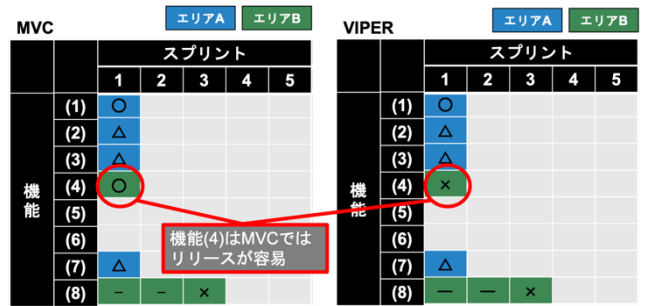 MVC エリアA エリアB
スプリント
1 2 3 4 5
機能
(1) ○
(2) △
(3) △
(4) ○
(5)
(6)
(7) △
(8) − − ×
VIPER エリアA エリアB
スプリント
1 2 3 4 5
機能
(1) ○
(2) △
(3) △
(4) ×
(5)
(6)
(7) △
(8) — — ×
機能(4)はMVCでは
リリースが容易